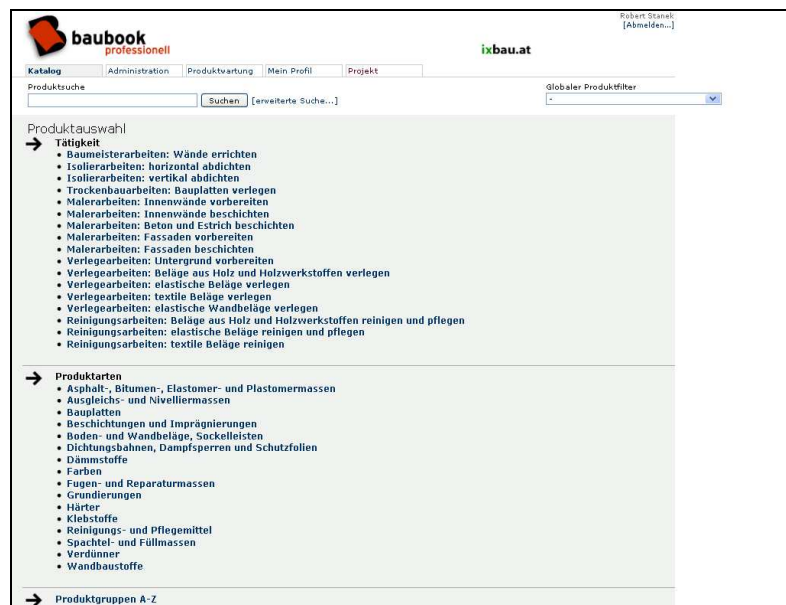 Robert Stanek
[Abmelden...]
baubook
professionell
ixbau.at
Katalog Administration Produktwartung Mein Profil Projekt
Produktsuche Globaler Produktfilter
Suchen [erweiterte Suche...] -
Produktauswahl
Tätigkeit
• Baumeisterarbeiten: Wände errichten
• Isolierarbeiten: horizontal abdichten
• Isolierarbeiten: vertikal abdichten
• Trockenbauarbeiten: Bauplatten verlegen
• Malerarbeiten: Innenwände vorbereiten
• Malerarbeiten: Innenwände beschichten
• Malerarbeiten: Beton und Estrich beschichten
• Malerarbeiten: Fassaden vorbereiten
• Malerarbeiten: Fassaden beschichten
• Verlegearbeiten: Untergrund vorbereiten
• Verlegearbeiten: Beläge aus Holz und Holzwerkstoffen verlegen
• Verlegearbeiten: elastische Beläge verlegen
• Verlegearbeiten: textile Beläge verlegen
• Verlegearbeiten: elastische Wandbeläge verlegen
• Reinigungsarbeiten: Beläge aus Holz und Holzwerkstoffen reinigen und pflegen
• Reinigungsarbeiten: elastische Beläge reinigen und pflegen
• Reinigungsarbeiten: textile Beläge reinigen
Produktarten
• Asphalt-, Bitumen-, Elastomer- und Plastomermassen
• Ausgleichs- und Nivelliermassen
• Bauplatten
• Beschichtungen und Imprägnierungen
• Boden- und Wandbeläge, Sockelleisten
• Dichtungsbahnen, Dampfsperren und Schutzfolien
• Dämmstoffe
• Farben
• Fugen- und Reparaturmassen
• Grundierungen
• Härter
• Klebstoffe
• Reinigungs- und Pflegemittel
• Spachtel- und Füllmassen
• Verdünner
• Wandbaustoffe
Produktgruppen A-Z